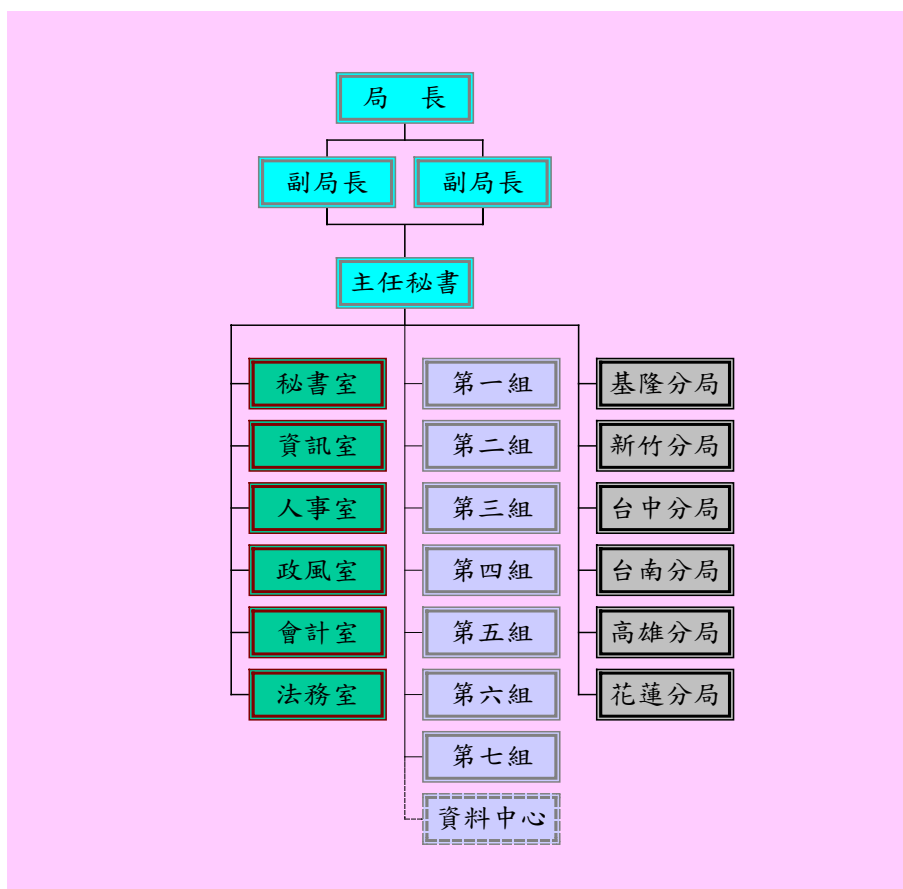 局 長
副局長 副局長
主任秘書
秘書室 第一組 基隆分局
資訊室 第二組 新竹分局
人事室 第三組 台中分局
政風室 第四組 台南分局
會計室 第五組 高雄分局
法務室 第六組 花蓮分局
第七組
資料中心